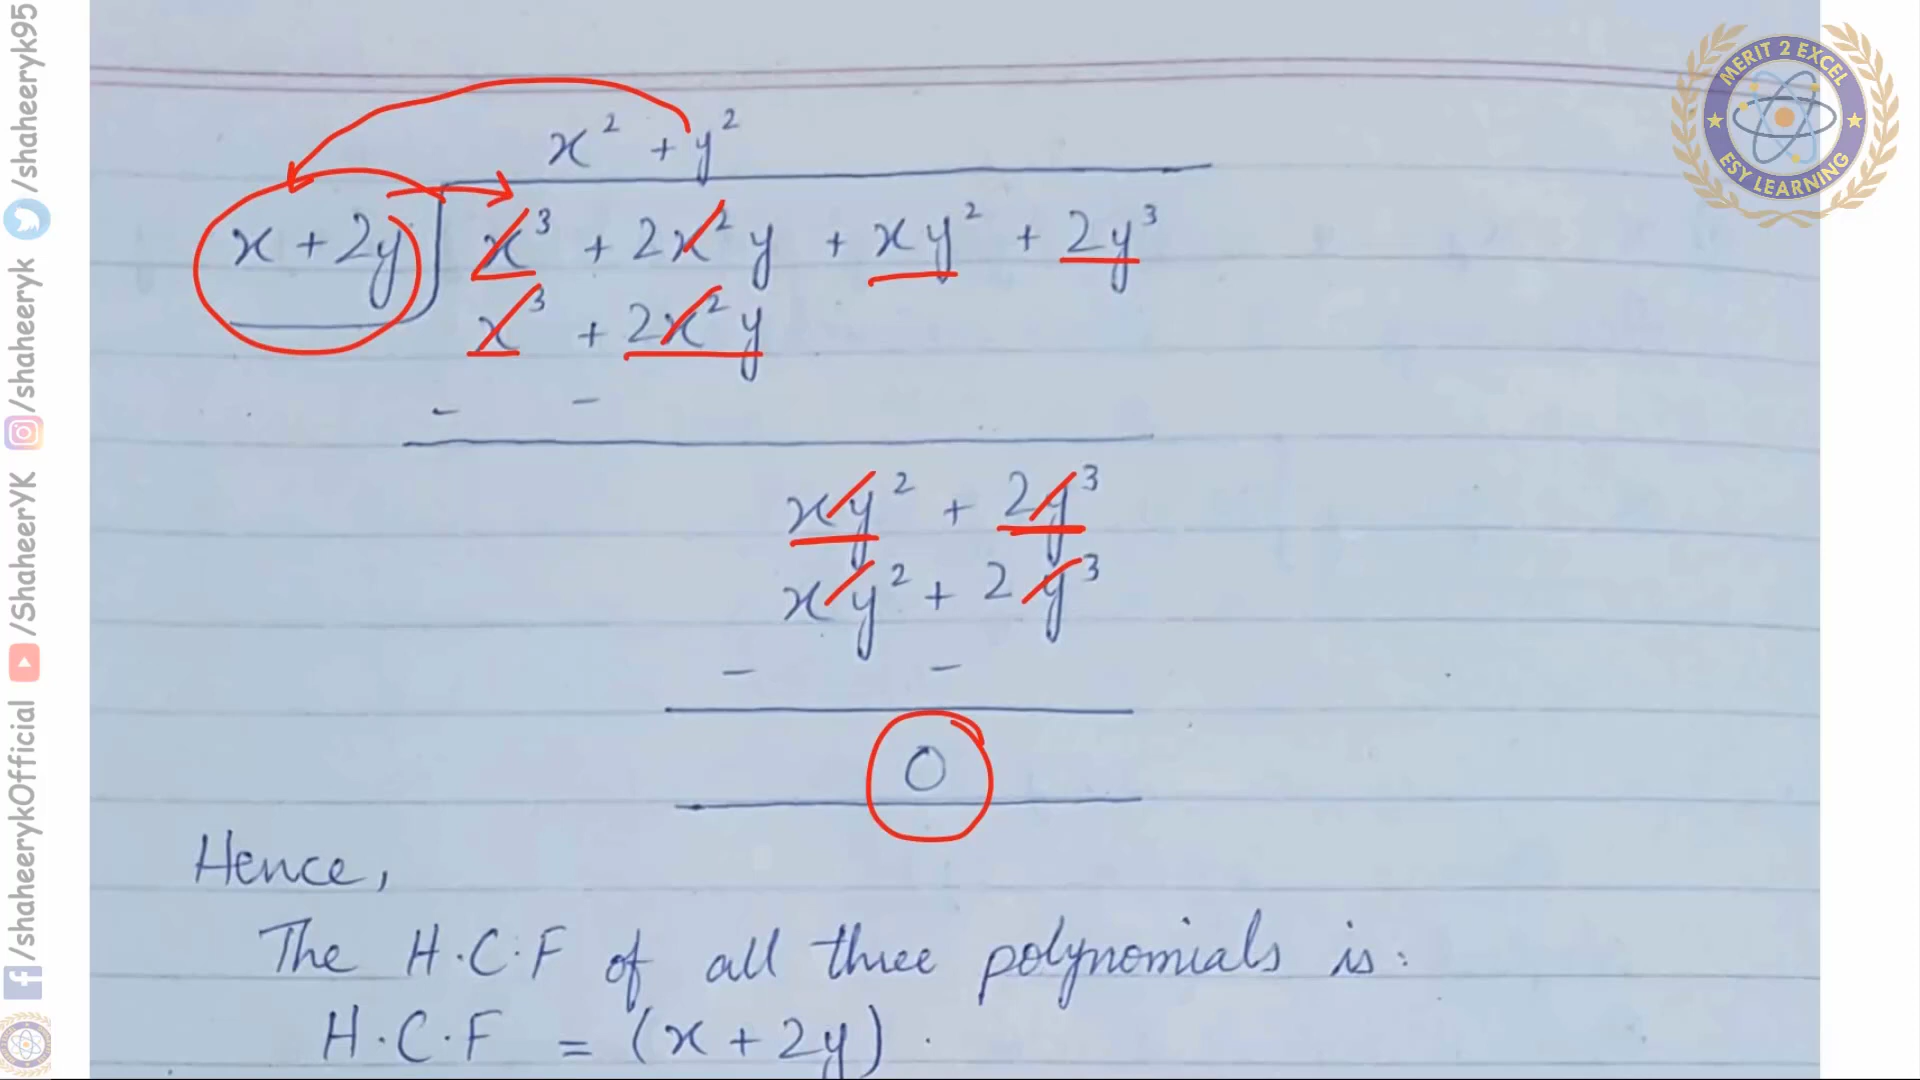 x² + y²
x + 2y x³ + 2x²y + xy² + 2y³
x³ + 2x²y
- -
xy² + 2y³
xy² + 2y³
- -
0
Hence,
The H.C.F of all three polynomials is:
H.C.F = (x + 2y).
MERIT 2 EXCEL
ESY LEARNING
/shaheerykOfficial
/ShaheerYK
/shaheeryk
/shaheeryk95